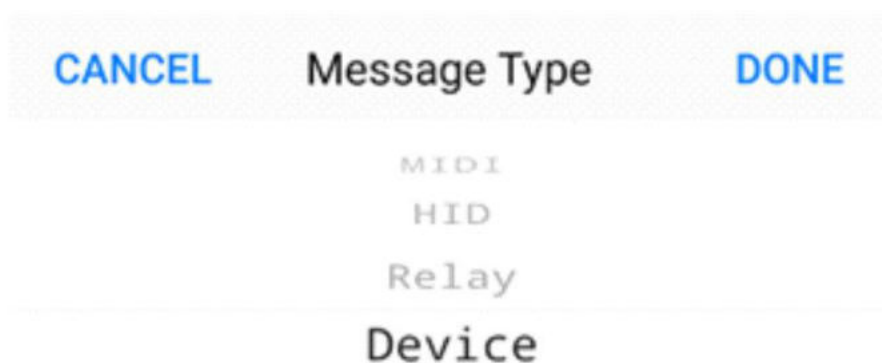 CANCEL Message Type DONE
MIDI
HID
Relay
Device